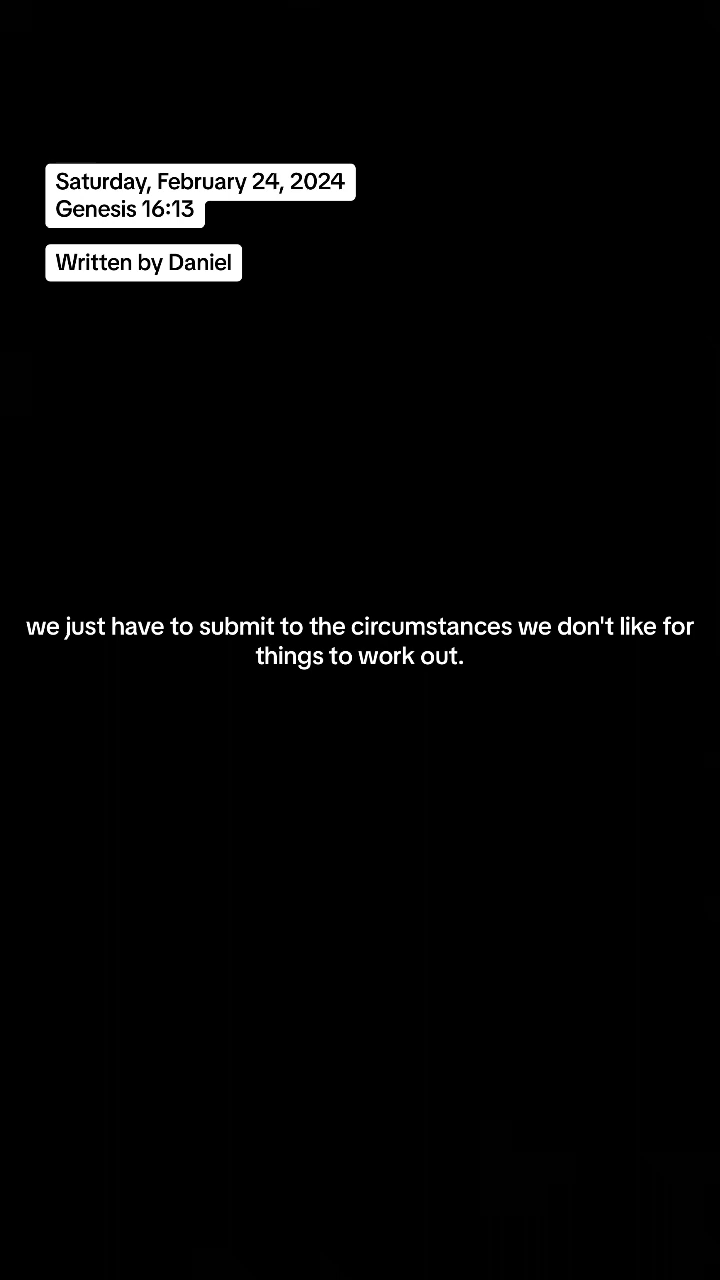 Saturday, February 24, 2024
Genesis 16:13
Written by Daniel
we just have to submit to the circumstances we don't like for
things to work out.